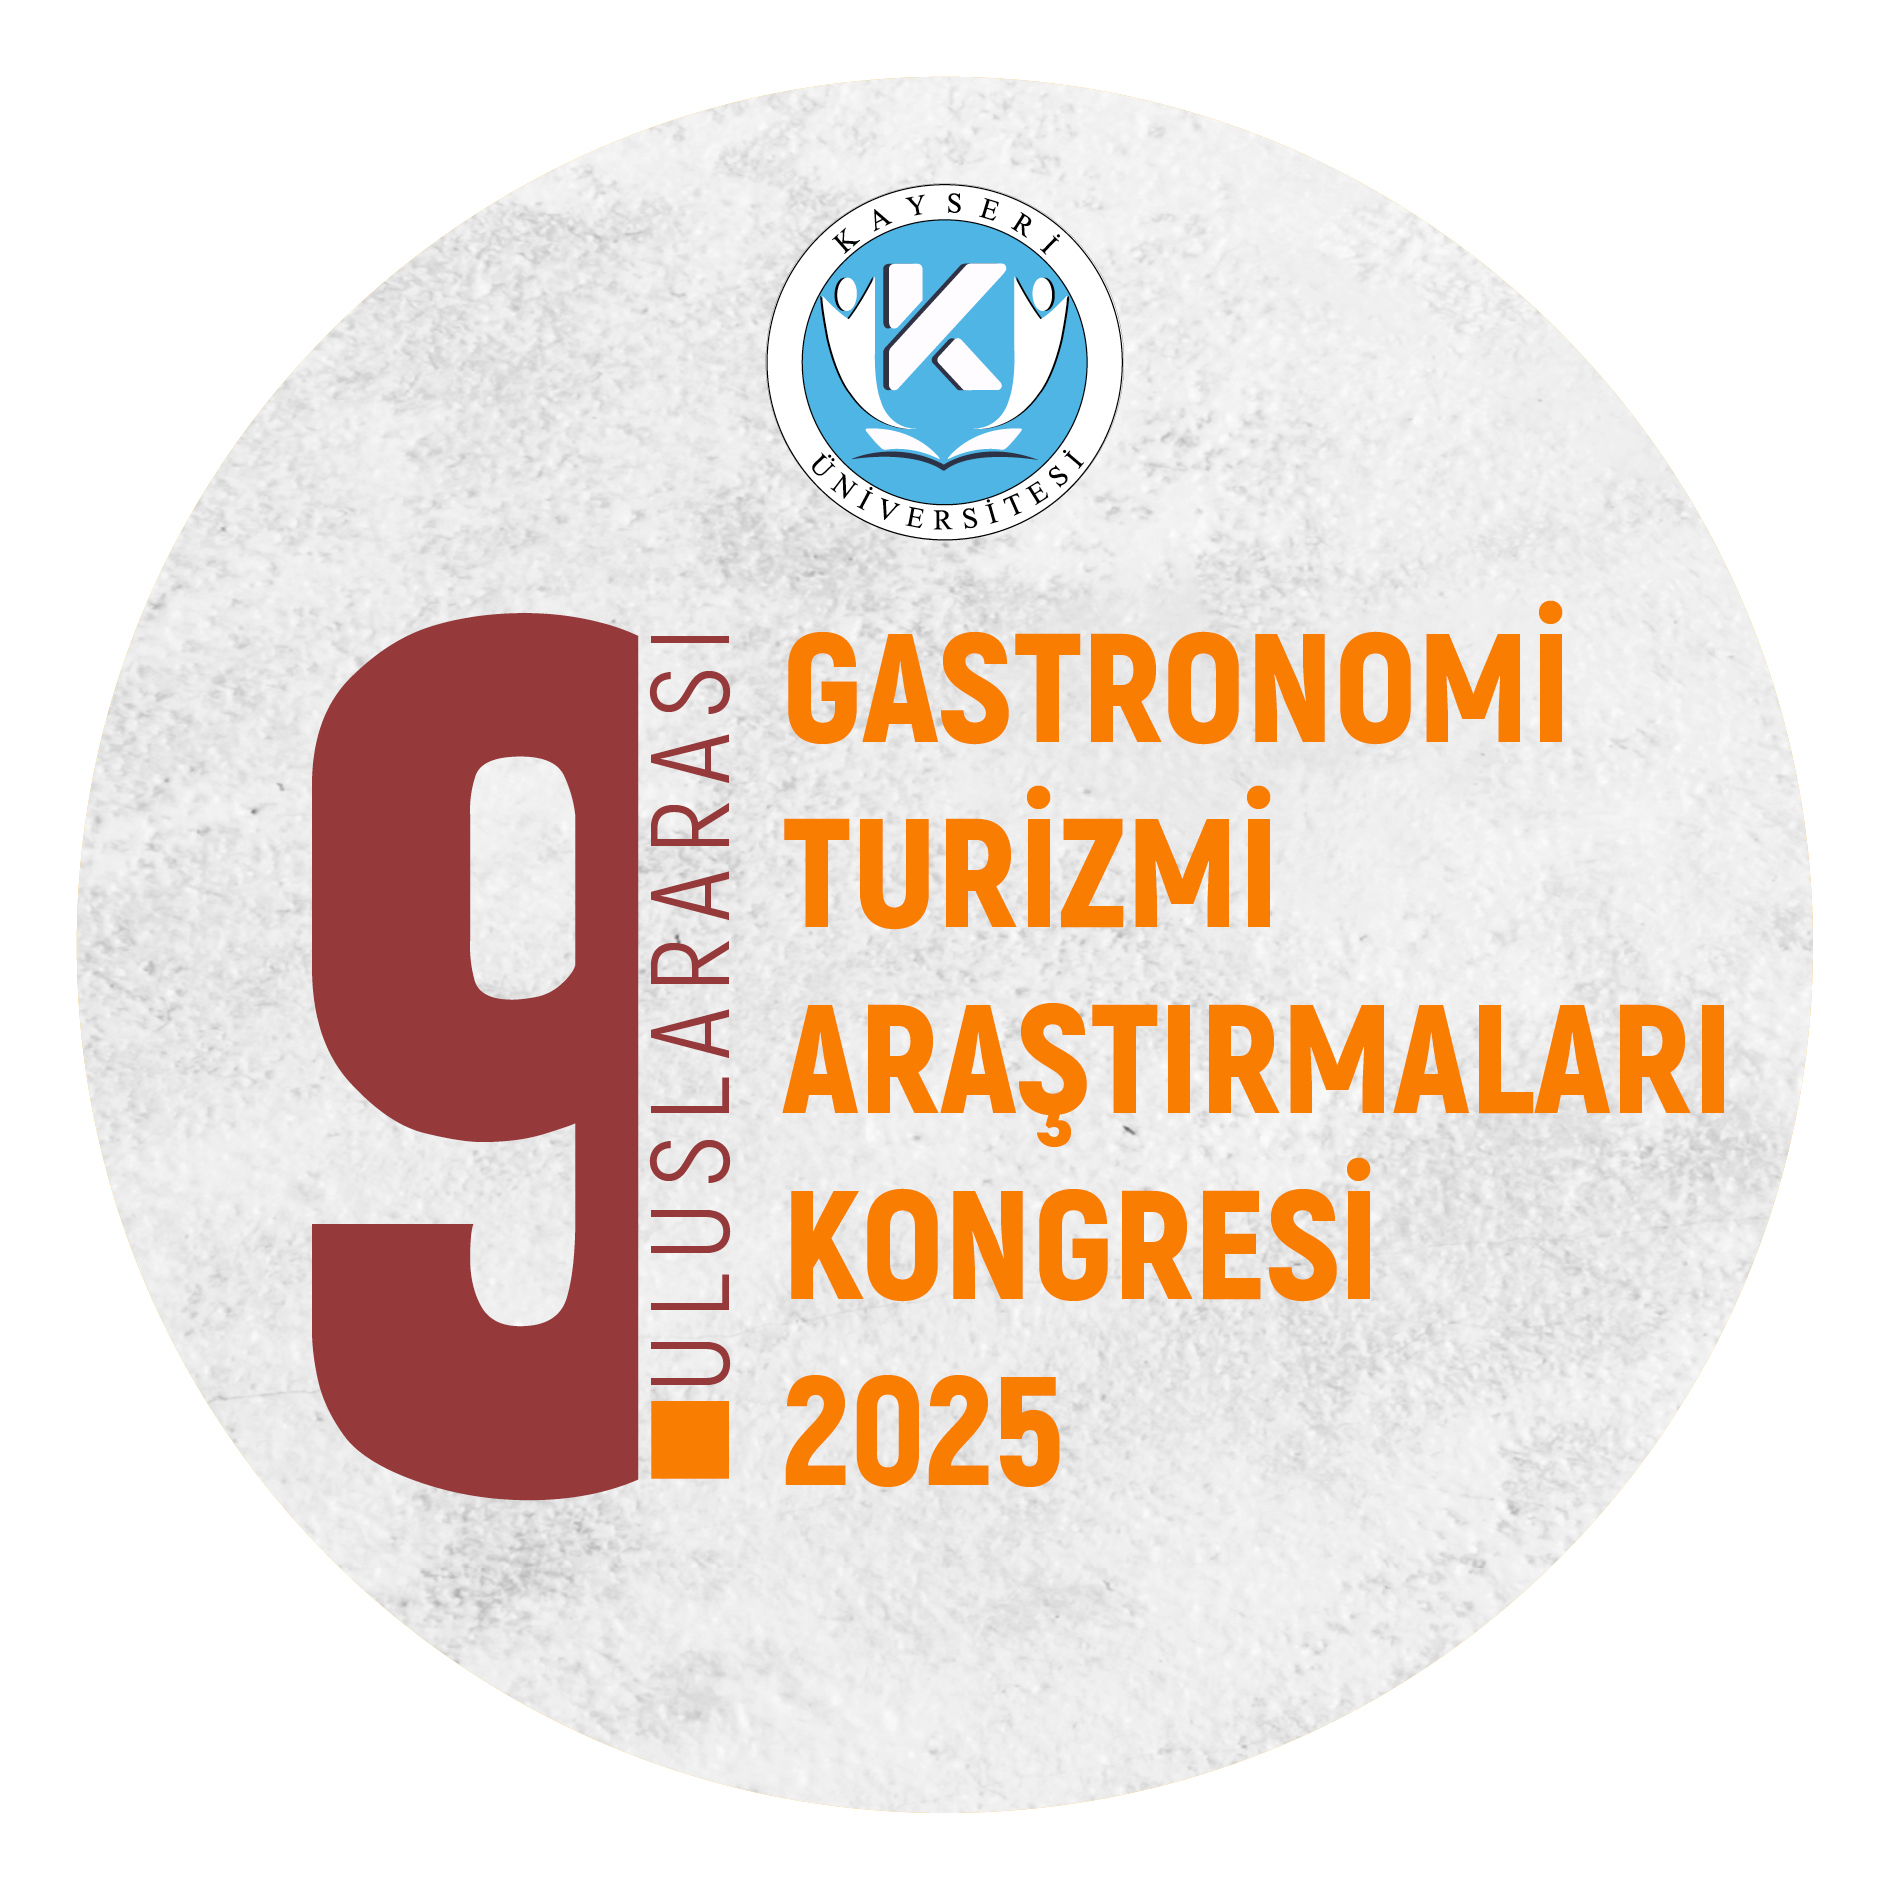 KAYSERİ
ÜNİVERSİTESİ
9.
ULUSLARARASI
GASTRONOMİ
TURİZMİ
ARAŞTIRMALARI
KONGRESİ
2025